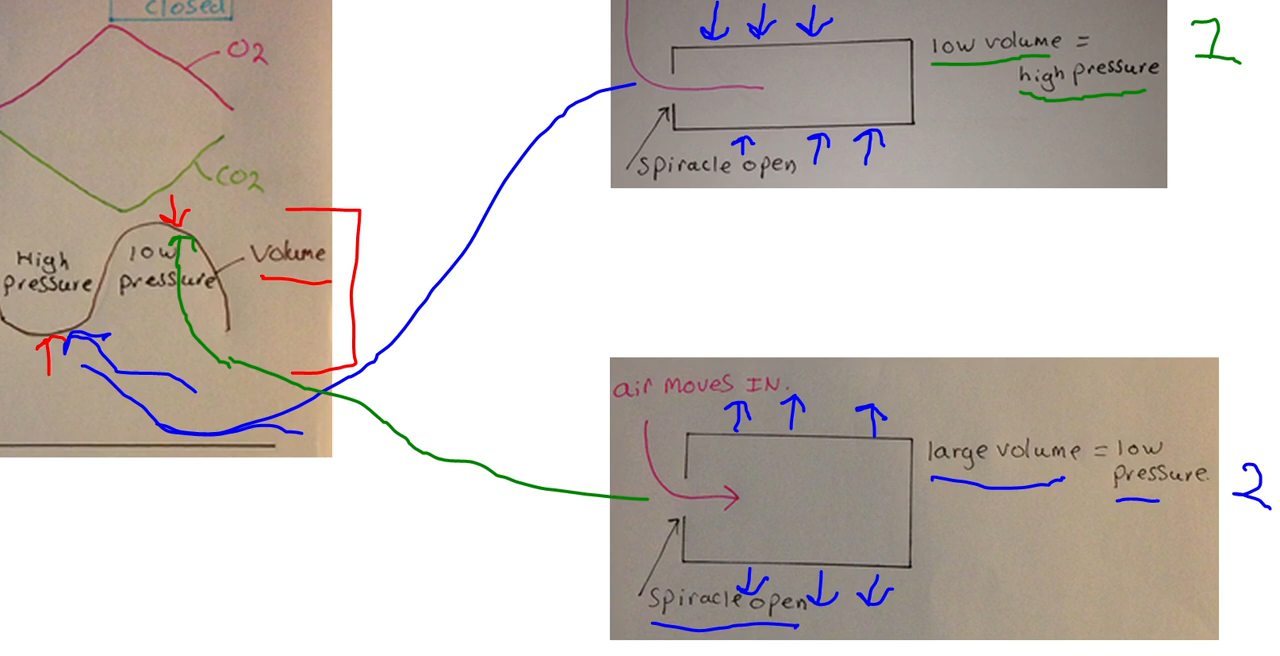 closed
O2
CO2
High
Pressure
low
pressure
Volume
low volume =
high pressure
spiracle open
1
air moves IN.
large volume = low
pressure.
spiracle open
2